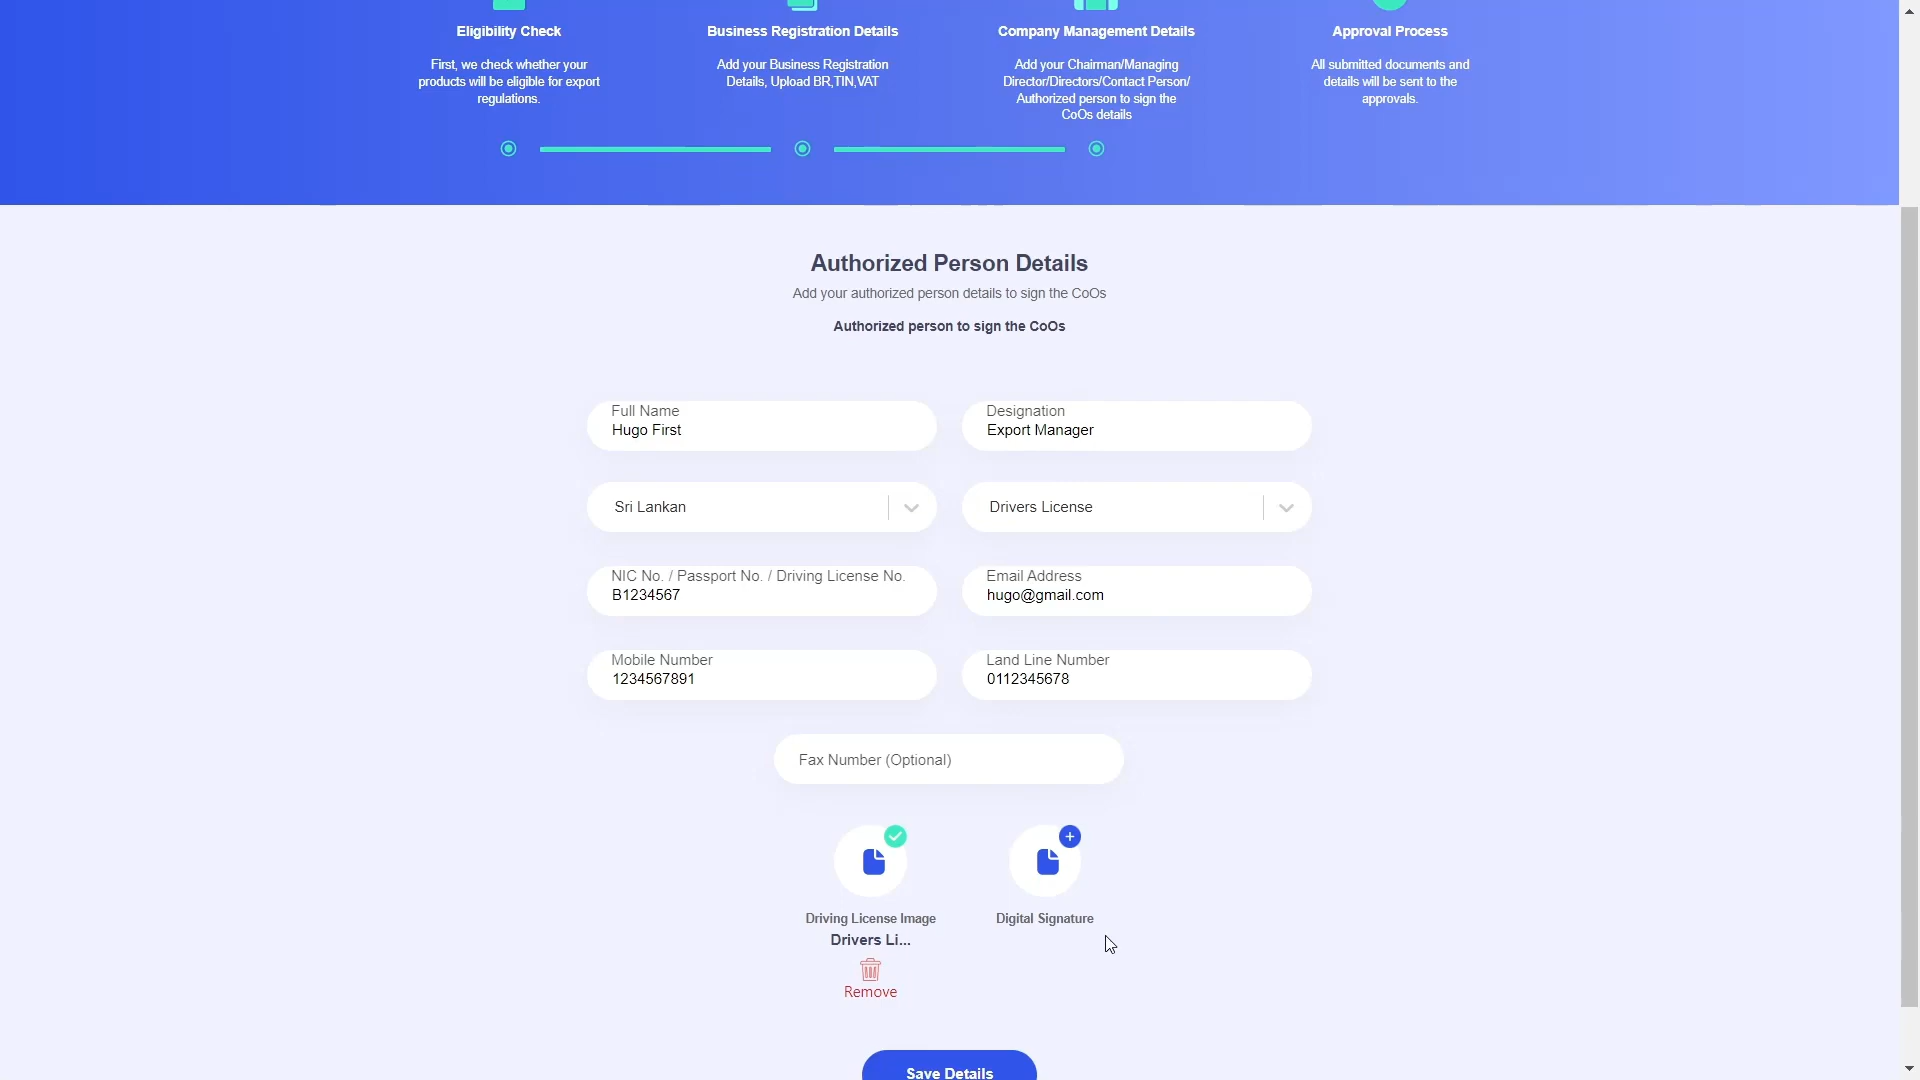 Eligibility Check
First, we check whether your
products will be eligible for export
regulations.
Business Registration Details
Add your Business Registration
Details, Upload BR,TIN,VAT
Company Management Details
Add your Chairman/Managing
Director/Directors/Contact Person/
Authorized person to sign the
CoOs details
Approval Process
All submitted documents and
details will be sent to the
approvals.
Authorized Person Details
Add your authorized person details to sign the CoOs
Authorized person to sign the CoOs
Full Name
Hugo First
Designation
Export Manager
Sri Lankan
Drivers License
NIC No. / Passport No. / Driving License No.
B1234567
Email Address
hugo@gmail.com
Mobile Number
1234567891
Land Line Number
0112345678
Fax Number (Optional)
Driving License Image
Drivers Li...
Remove
Digital Signature
Save Details